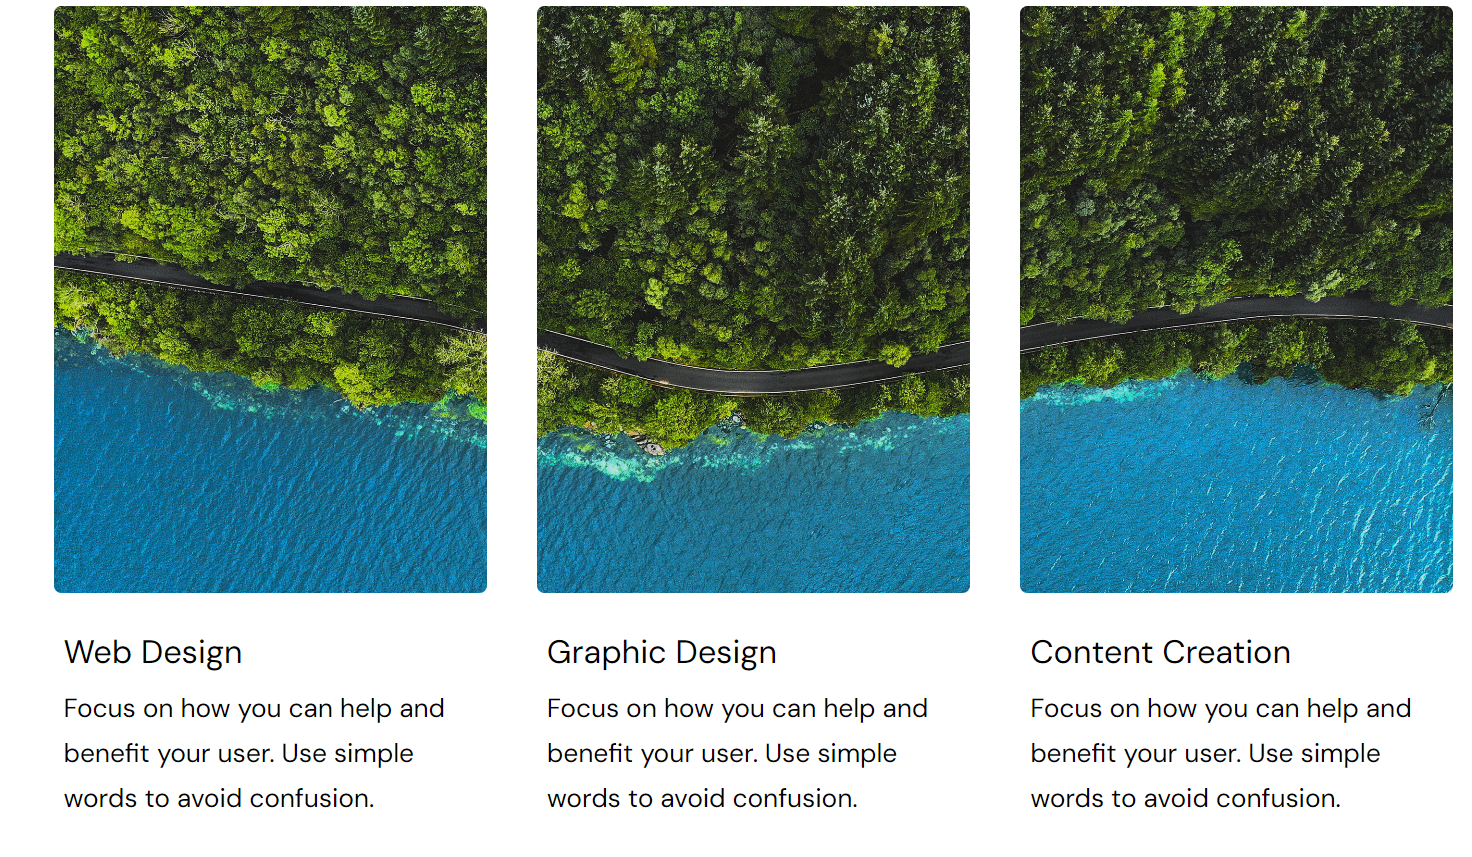 Web Design
Focus on how you can help and
benefit your user. Use simple
words to avoid confusion.
Graphic Design
Focus on how you can help and
benefit your user. Use simple
words to avoid confusion.
Content Creation
Focus on how you can help and
benefit your user. Use simple
words to avoid confusion.